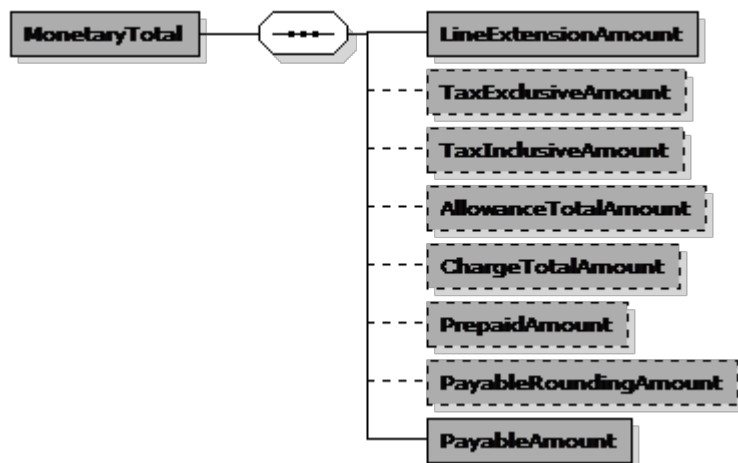 MonetaryTotal
LineExtensionAmount
TaxExclusiveAmount
TaxInclusiveAmount
AllowanceTotalAmount
ChargeTotalAmount
PrepaidAmount
PayableRoundingAmount
PayableAmount